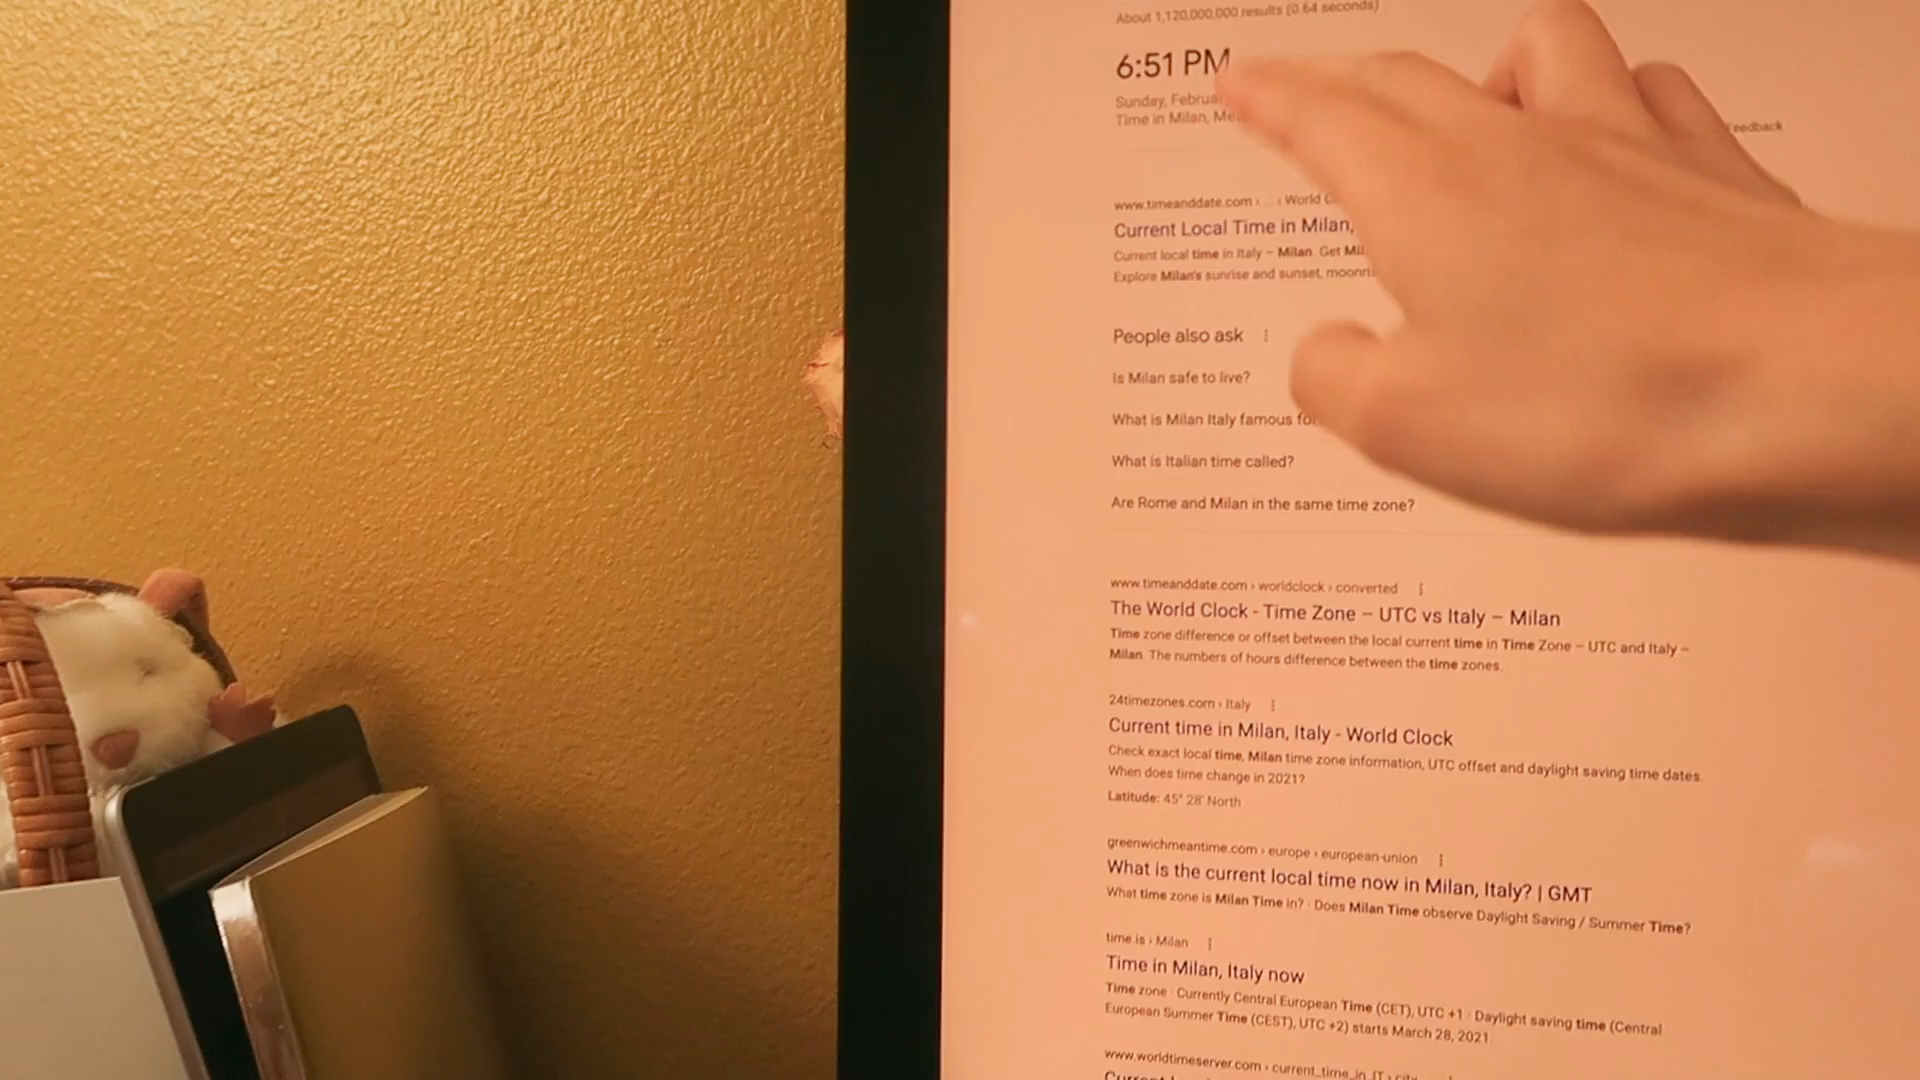 About 1,120,000,000 results (0.64 seconds)
6:51 PM
Sunday,
Time in Milan,
Feedback
www.timeanddate.com › ... › World
Current Local Time in Milan,
Current local time in Italy – Milan. Get
Explore Milan's sunrise and sunset,
People also ask
Is Milan safe to live?
What is Milan Italy famous
What is Italian time called?
Are Rome and Milan in the same time zone?
www.timeanddate.com › worldclock › converted
The World Clock - Time Zone – UTC vs Italy – Milan
Time zone difference or offset between the local current time in Time Zone – UTC and Italy –
Milan. The numbers of hours difference between the time zones.
24timezones.com › Italy
Current time in Milan, Italy - World Clock
Check exact local time, Milan time zone information, UTC offset and daylight saving time dates.
When does time change in 2021?
Latitude: 45° 28' North
greenwichmeantime.com › europe › european-union
What is the current local time now in Milan, Italy? | GMT
What time zone is Milan Time in? · Does Milan Time observe Daylight Saving / Summer Time?
time.is › Milan
Time in Milan, Italy now
Time zone · Currently Central European Time (CET), UTC +1 · Daylight saving time (Central
European Summer Time (CEST), UTC +2) starts March 28, 2021
www.worldtimeserver.com › current_time_in_IT › city